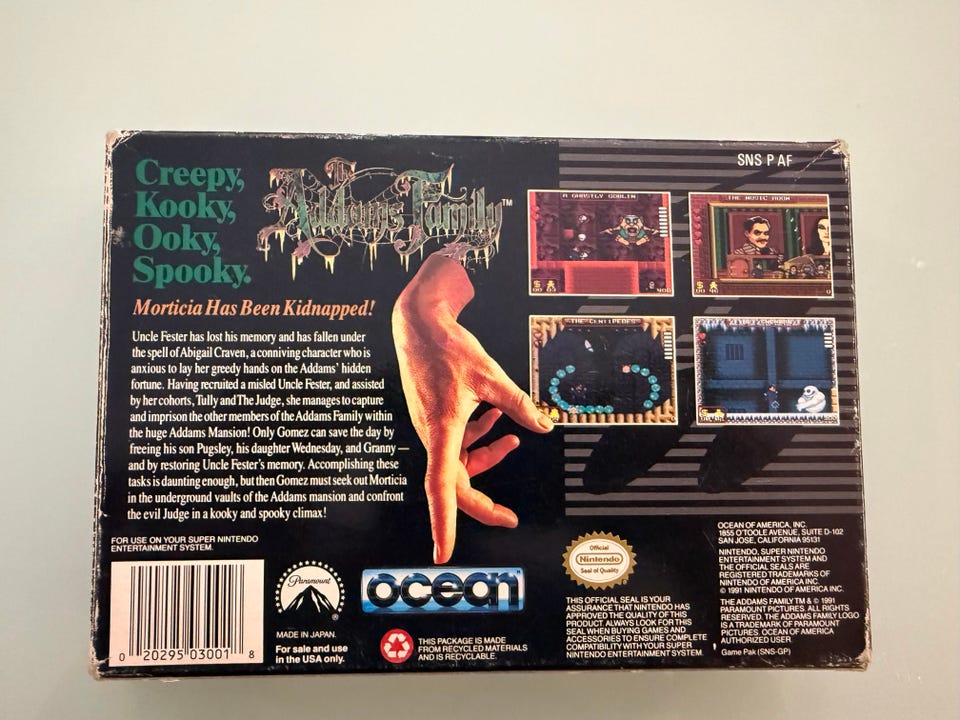 SNS P AF
Creepy,
Kooky,
Ooky,
Spooky.
The
Addams Family™
Morticia Has Been Kidnapped!
Uncle Fester has lost his memory and has fallen under
the spell of Abigail Craven, a conniving character who is
anxious to lay her greedy hands on the Addams' hidden
fortune. Having recruited a misled Uncle Fester, and assisted
by her cohorts, Tully and The Judge, she manages to capture
and imprison the other members of the Addams Family within
the huge Addams Mansion! Only Gomez can save the day by
freeing his son Pugsley, his daughter Wednesday, and Granny —
and by restoring Uncle Fester's memory. Accomplishing these
tasks is daunting enough, but then Gomez must seek out Morticia
in the underground vaults of the Addams mansion and confront
the evil Judge in a kooky and spooky climax!
A GHASTLY GOBLIN
THE MUSIC ROOM
THE CENTIPEDES
FOR USE ON YOUR SUPER NINTENDO
ENTERTAINMENT SYSTEM.
0 20295 03001 8
Paramount
®
MADE IN JAPAN.
For sale and use
in the USA only.
ocean
THIS PACKAGE IS MADE
FROM RECYCLED MATERIALS
AND IS RECYCLABLE.
Official
Nintendo
Seal of Quality
THIS OFFICIAL SEAL IS YOUR
ASSURANCE THAT NINTENDO HAS
APPROVED THE QUALITY OF THIS
PRODUCT. ALWAYS LOOK FOR THIS
SEAL WHEN BUYING GAMES AND
ACCESSORIES TO ENSURE COMPLETE
COMPATIBILITY WITH YOUR SUPER
NINTENDO ENTERTAINMENT SYSTEM.
OCEAN OF AMERICA, INC.
1855 O'TOOLE AVENUE, SUITE D-102
SAN JOSE, CALIFORNIA 95131
NINTENDO, SUPER NINTENDO
ENTERTAINMENT SYSTEM AND
THE OFFICIAL SEALS ARE
REGISTERED TRADEMARKS OF
NINTENDO OF AMERICA INC.
© 1991 NINTENDO OF AMERICA INC.
THE ADDAMS FAMILY TM & © 1991
PARAMOUNT PICTURES. ALL RIGHTS
RESERVED. THE ADDAMS FAMILY LOGO
IS A TRADEMARK OF PARAMOUNT
PICTURES. OCEAN OF AMERICA
AUTHORIZED USER.
Game Pak (SNS-GP)